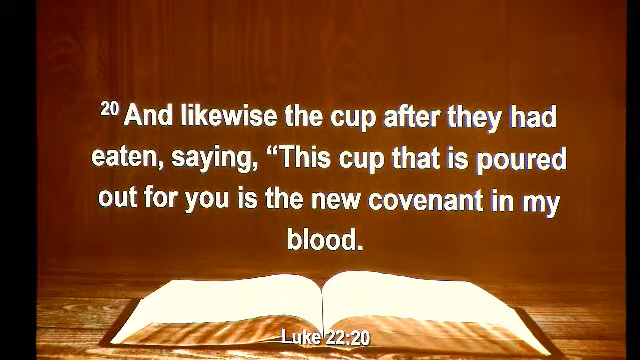 20 And likewise the cup after they had
eaten, saying, “This cup that is poured
out for you is the new covenant in my
blood.
Luke 22:20